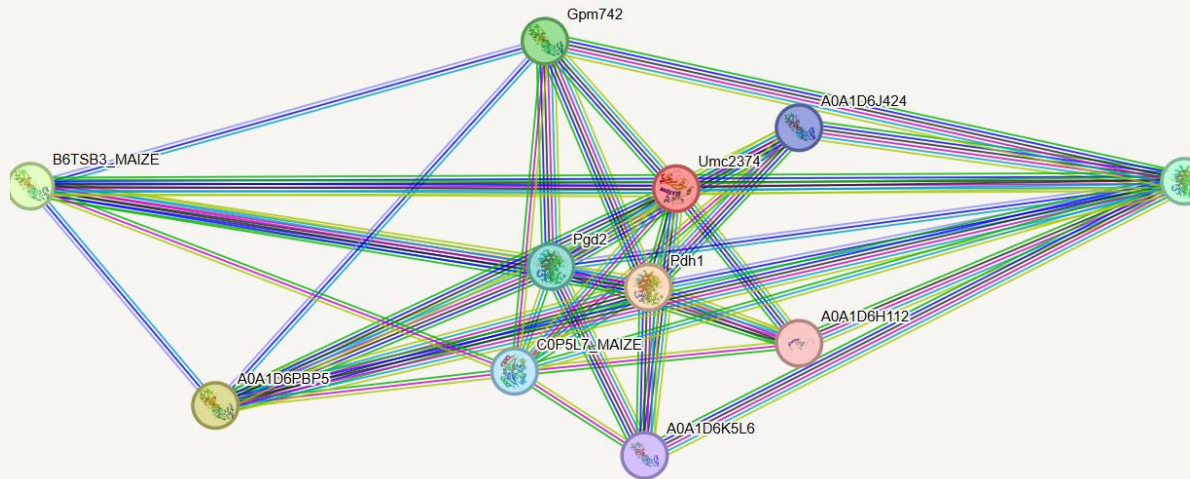 Gpm742
A0A1D6J424
B6TSB3_MAIZE
Umc2374
Pgd2
Pdh1
A0A1D6H112
C0P5L7_MAIZE
A0A1D6PBP5
A0A1D6K5L6